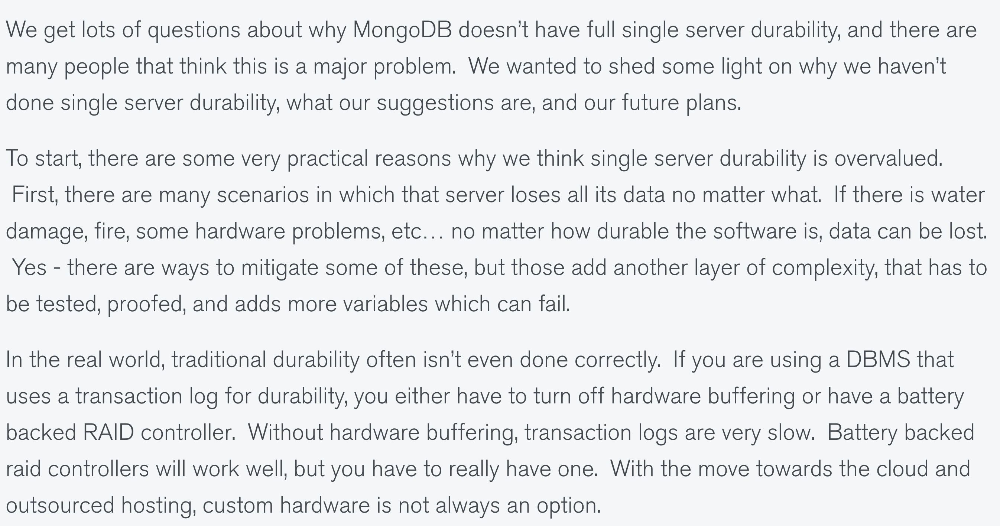 We get lots of questions about why MongoDB doesn’t have full single server durability, and there are
many people that think this is a major problem.  We wanted to shed some light on why we haven’t
done single server durability, what our suggestions are, and our future plans.
To start, there are some very practical reasons why we think single server durability is overvalued.
First, there are many scenarios in which that server loses all its data no matter what.  If there is water
damage, fire, some hardware problems, etc… no matter how durable the software is, data can be lost.
Yes - there are ways to mitigate some of these, but those add another layer of complexity, that has to
be tested, proofed, and adds more variables which can fail.
In the real world, traditional durability often isn’t even done correctly.  If you are using a DBMS that
uses a transaction log for durability, you either have to turn off hardware buffering or have a battery
backed RAID controller.  Without hardware buffering, transaction logs are very slow.  Battery backed
raid controllers will work well, but you have to really have one.  With the move towards the cloud and
outsourced hosting, custom hardware is not always an option.